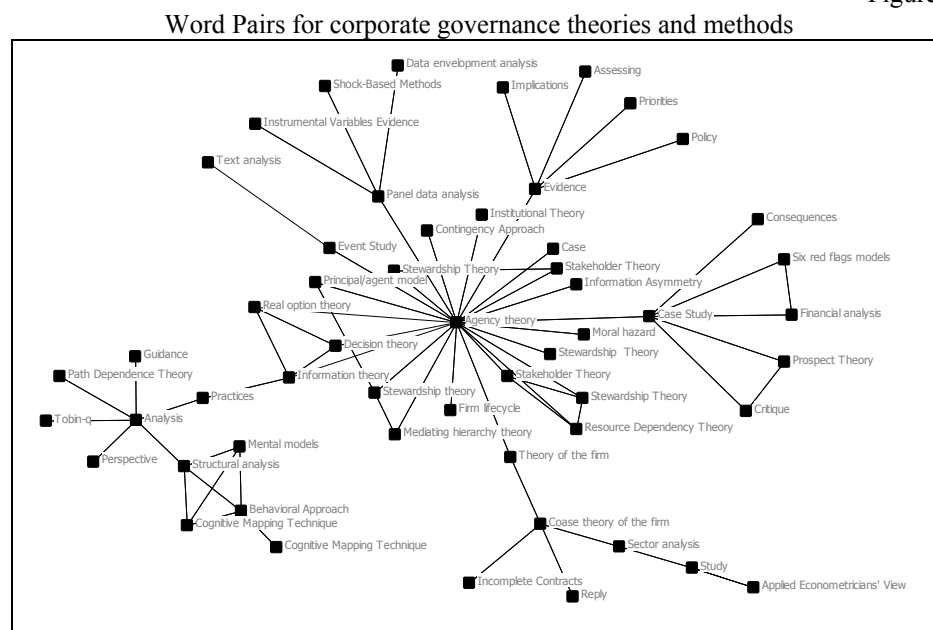 Figure
Word Pairs for corporate governance theories and methods
Data envelopment analysis
Assessing
Shock-Based Methods
Implications
Priorities
Instrumental Variables Evidence
Policy
Text analysis
Evidence
Panel data analysis
Institutional Theory
Consequences
Contingency Approach
Event Study
Case
Six red flags models
Stewardship Theory
Stakeholder Theory
Principal/agent model
Information Asymmetry
Real option theory
Financial analysis
Case Study
Agency theory
Moral hazard
Decision theory
Stewardship  Theory
Guidance
Prospect Theory
Path Dependence Theory
Information theory
Stakeholder Theory
Stewardship theory
Practices
Stewardship Theory
Firm lifecycle
Critique
Tobin-q
Analysis
Resource Dependency Theory
Mediating hierarchy theory
Mental models
Theory of the firm
Perspective
Structural analysis
Behavioral Approach
Cognitive Mapping Technique
Coase theory of the firm
Cognitive Mapping Technique
Sector analysis
Study
Incomplete Contracts
Applied Econometricians' View
Reply